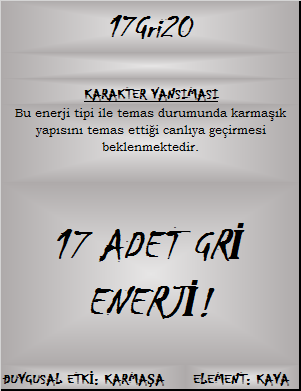 17Gri20
KARAKTER YANSIMASI
Bu enerji tipi ile temas durumunda karmaşık
yapısını temas ettiği canlıya geçirmesi
beklenmektedir.
17 ADET GRİ
ENERJİ!
DUYGUSAL ETKİ: KARMAŞA ELEMENT: KAYA